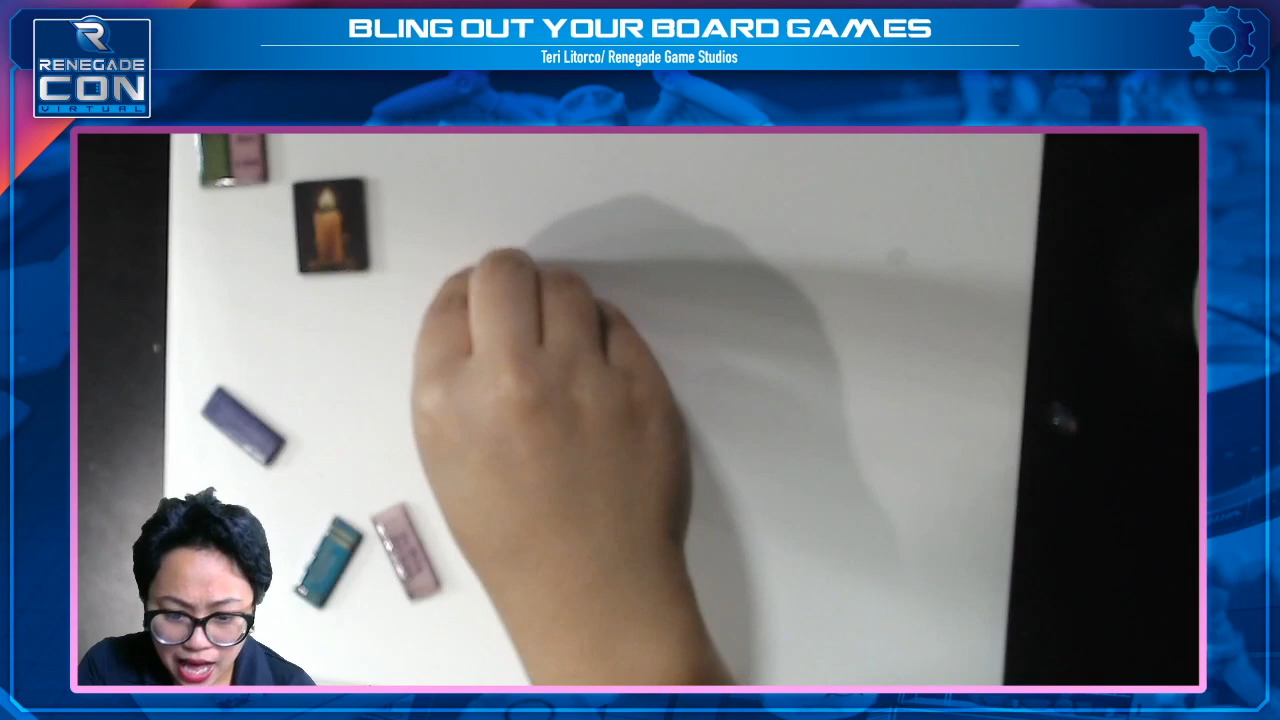 BLING OUT YOUR BOARD GAMES
Teri Litorco/ Renegade Game Studios
R
RENEGADE
CON
VIRTUAL